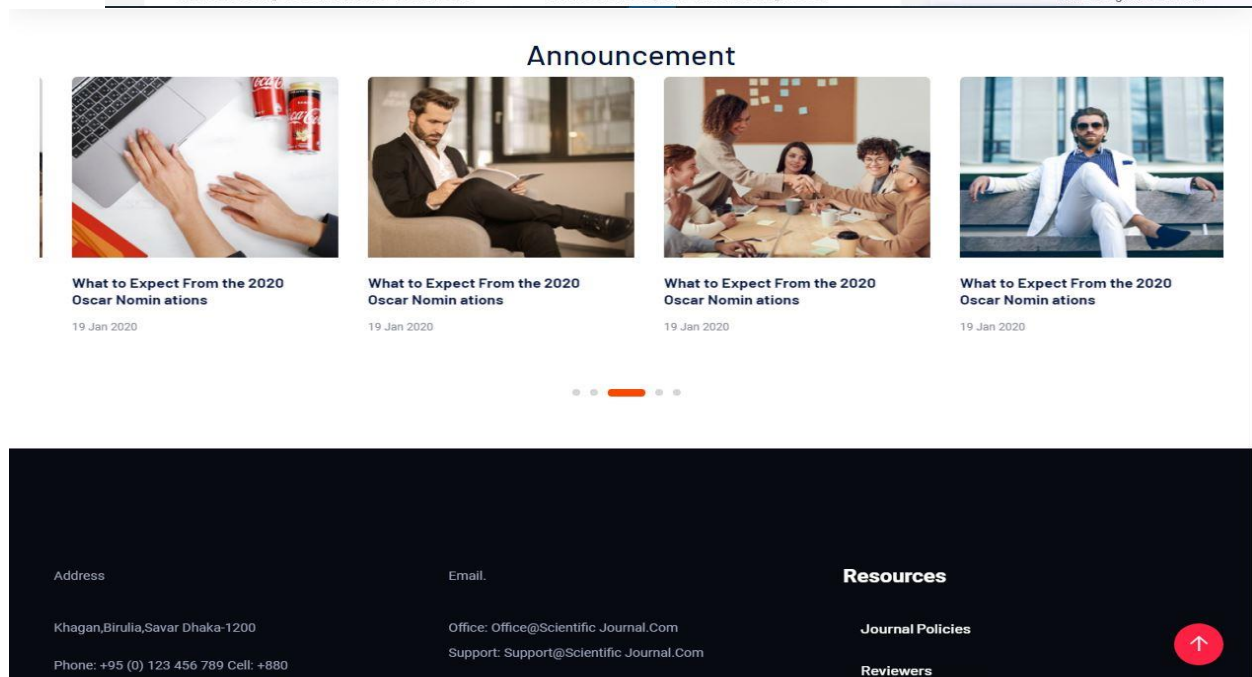 Announcement
Coca-Cola
What to Expect From the 2020
Oscar Nomin ations
19 Jan 2020
What to Expect From the 2020
Oscar Nomin ations
19 Jan 2020
What to Expect From the 2020
Oscar Nomin ations
19 Jan 2020
What to Expect From the 2020
Oscar Nomin ations
19 Jan 2020
Address
Khagan,Birulia,Savar Dhaka-1200
Phone: +95 (0) 123 456 789 Cell: +880
Email.
Office: Office@Scientific Journal.Com
Support: Support@Scientific Journal.Com
Resources
Journal Policies
Reviewers